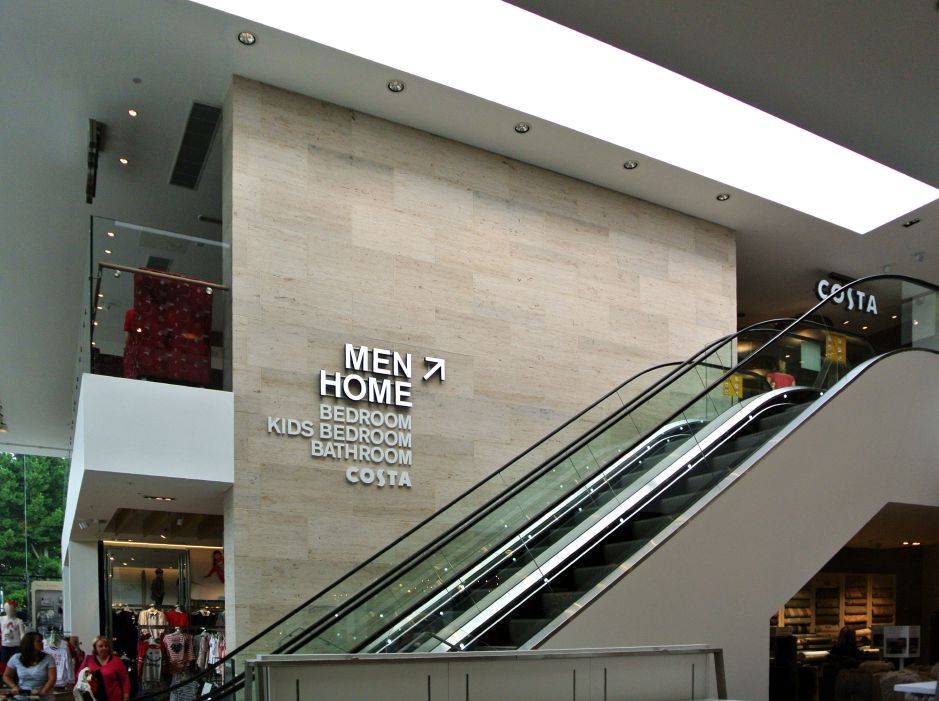 MEN ↗
HOME
BEDROOM
KIDS BEDROOM
BATHROOM
COSTA
COSTA